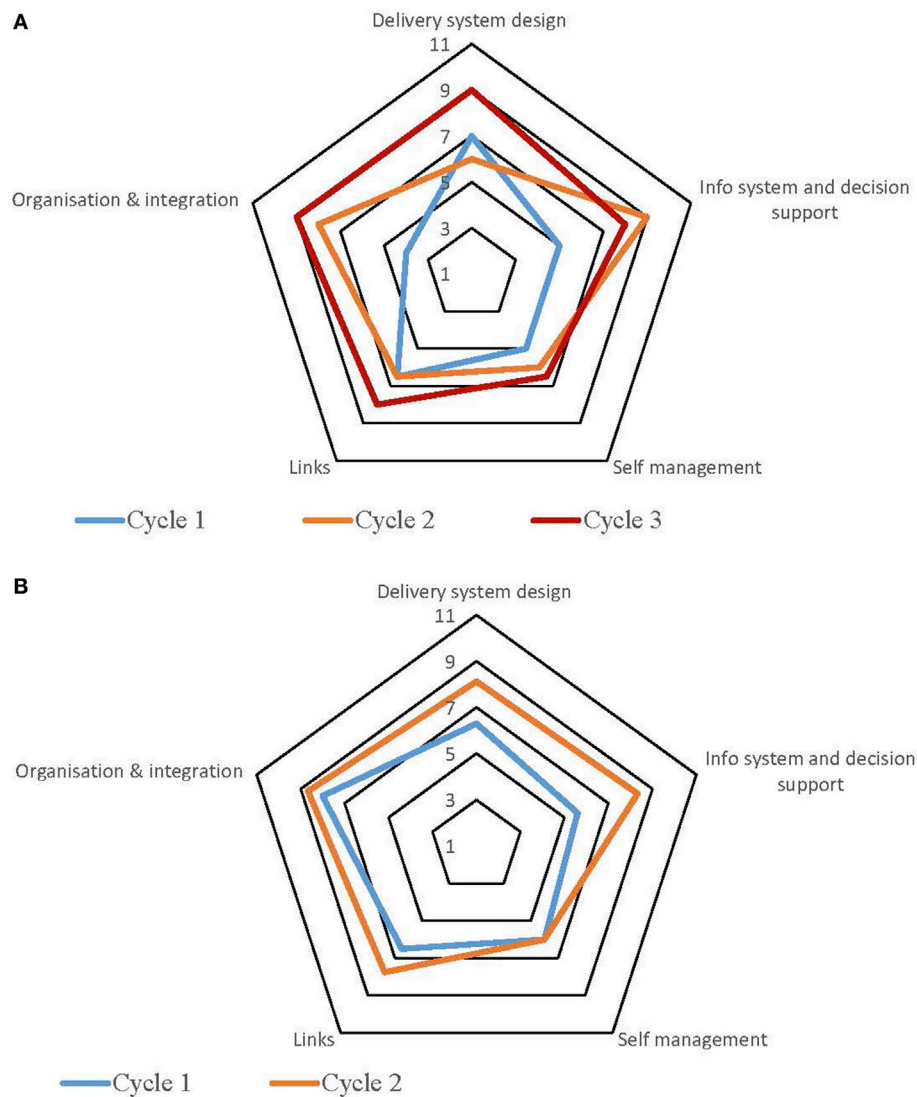 A
Delivery system design
11
9
7
5
3
1
Organisation & integration
Info system and decision
support
Links
Self management
Cycle 1
Cycle 2
Cycle 3
B
Delivery system design
11
9
7
5
3
1
Organisation & integration
Info system and decision
support
Links
Self management
Cycle 1
Cycle 2